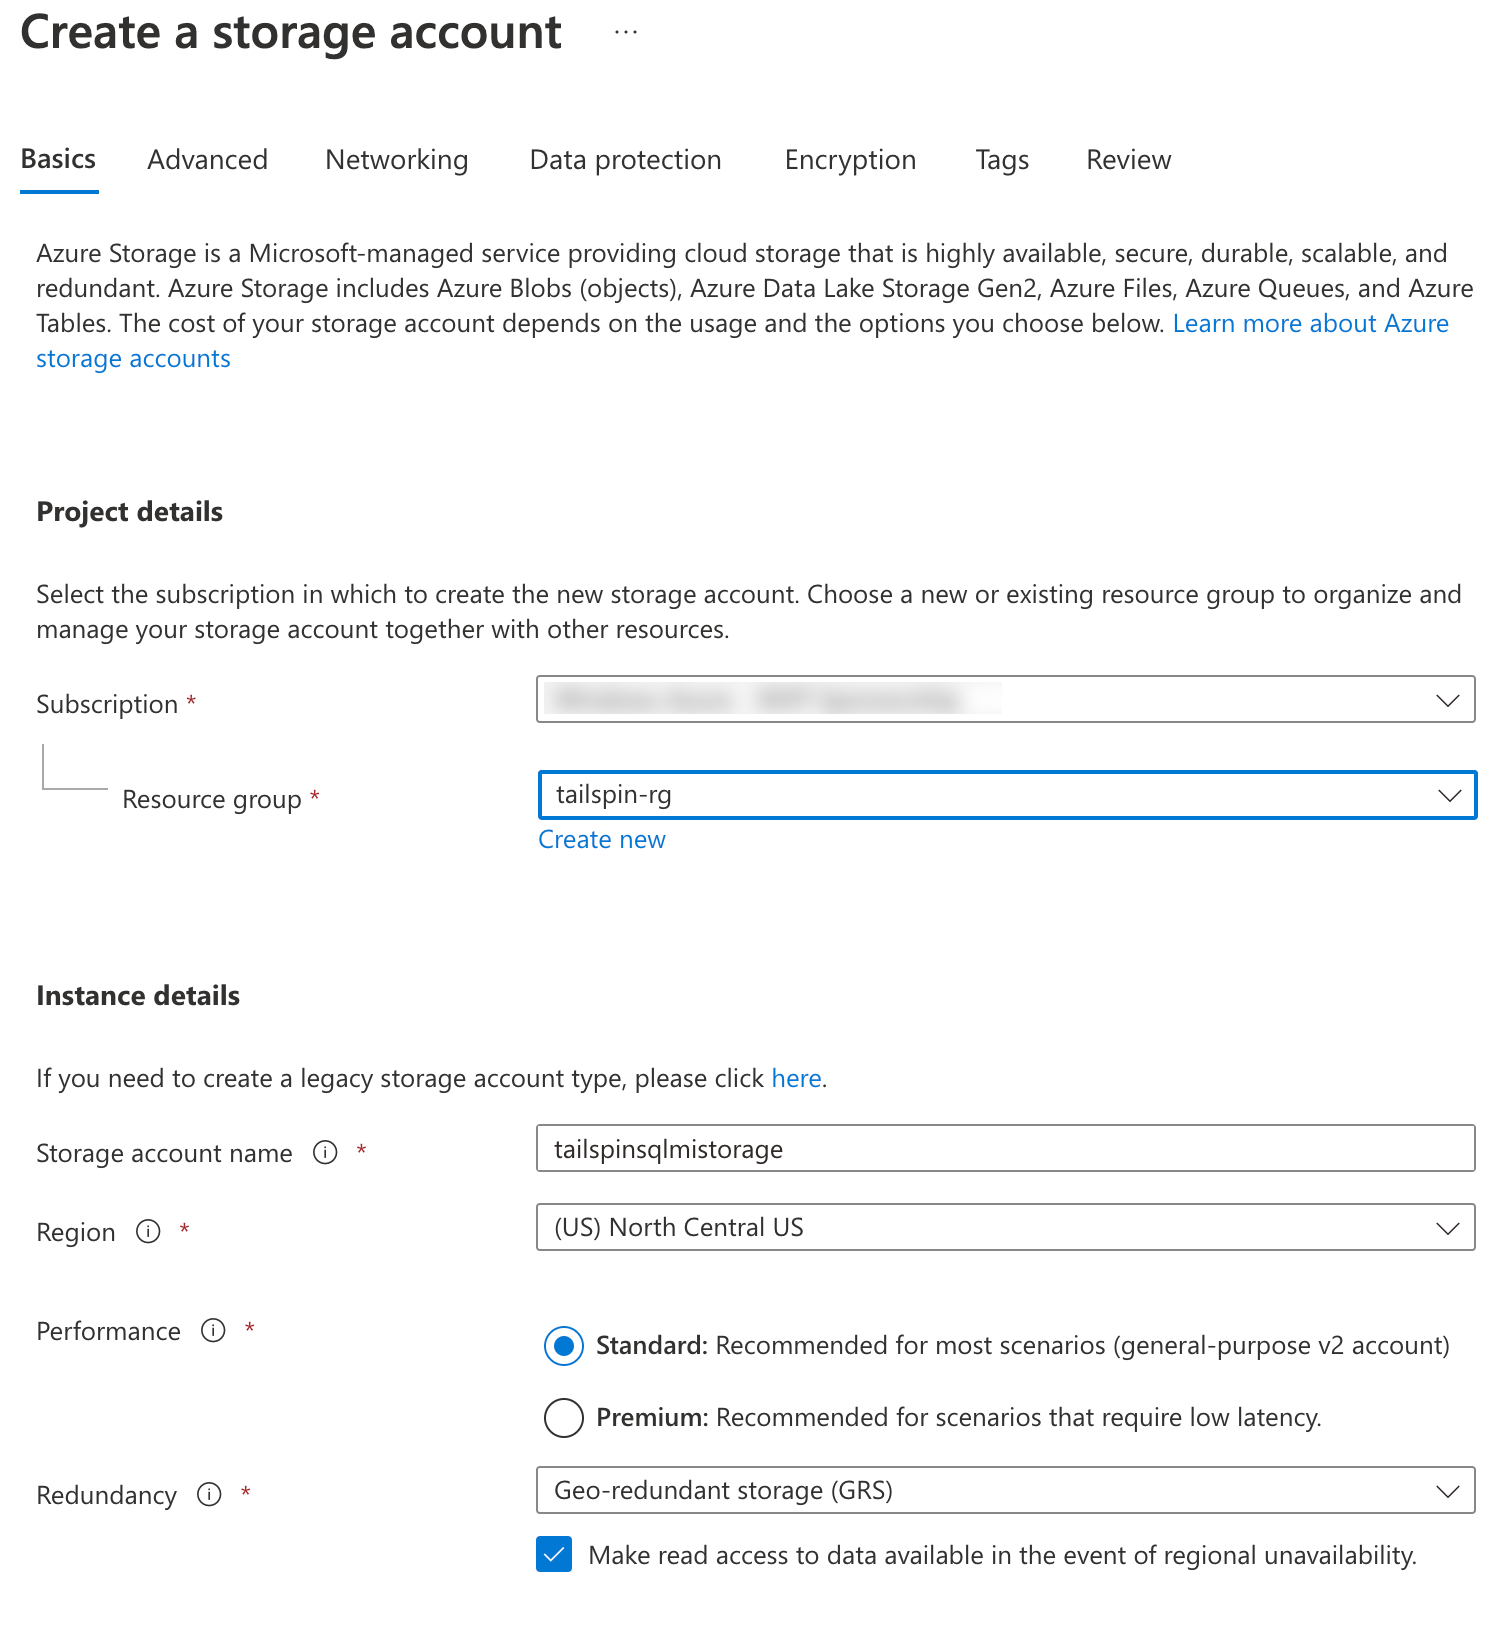 Create a storage account ...
Basics Advanced Networking Data protection Encryption Tags Review
Azure Storage is a Microsoft-managed service providing cloud storage that is highly available, secure, durable, scalable, and
redundant. Azure Storage includes Azure Blobs (objects), Azure Data Lake Storage Gen2, Azure Files, Azure Queues, and Azure
Tables. The cost of your storage account depends on the usage and the options you choose below. Learn more about Azure
storage accounts
Project details
Select the subscription in which to create the new storage account. Choose a new or existing resource group to organize and
manage your storage account together with other resources.
Subscription *
Resource group * tailspin-rg
Create new
Instance details
If you need to create a legacy storage account type, please click here.
Storage account name * tailspinsqlmistorage
Region * (US) North Central US
Performance * Standard: Recommended for most scenarios (general-purpose v2 account)
Premium: Recommended for scenarios that require low latency.
Redundancy * Geo-redundant storage (GRS)
Make read access to data available in the event of regional unavailability.